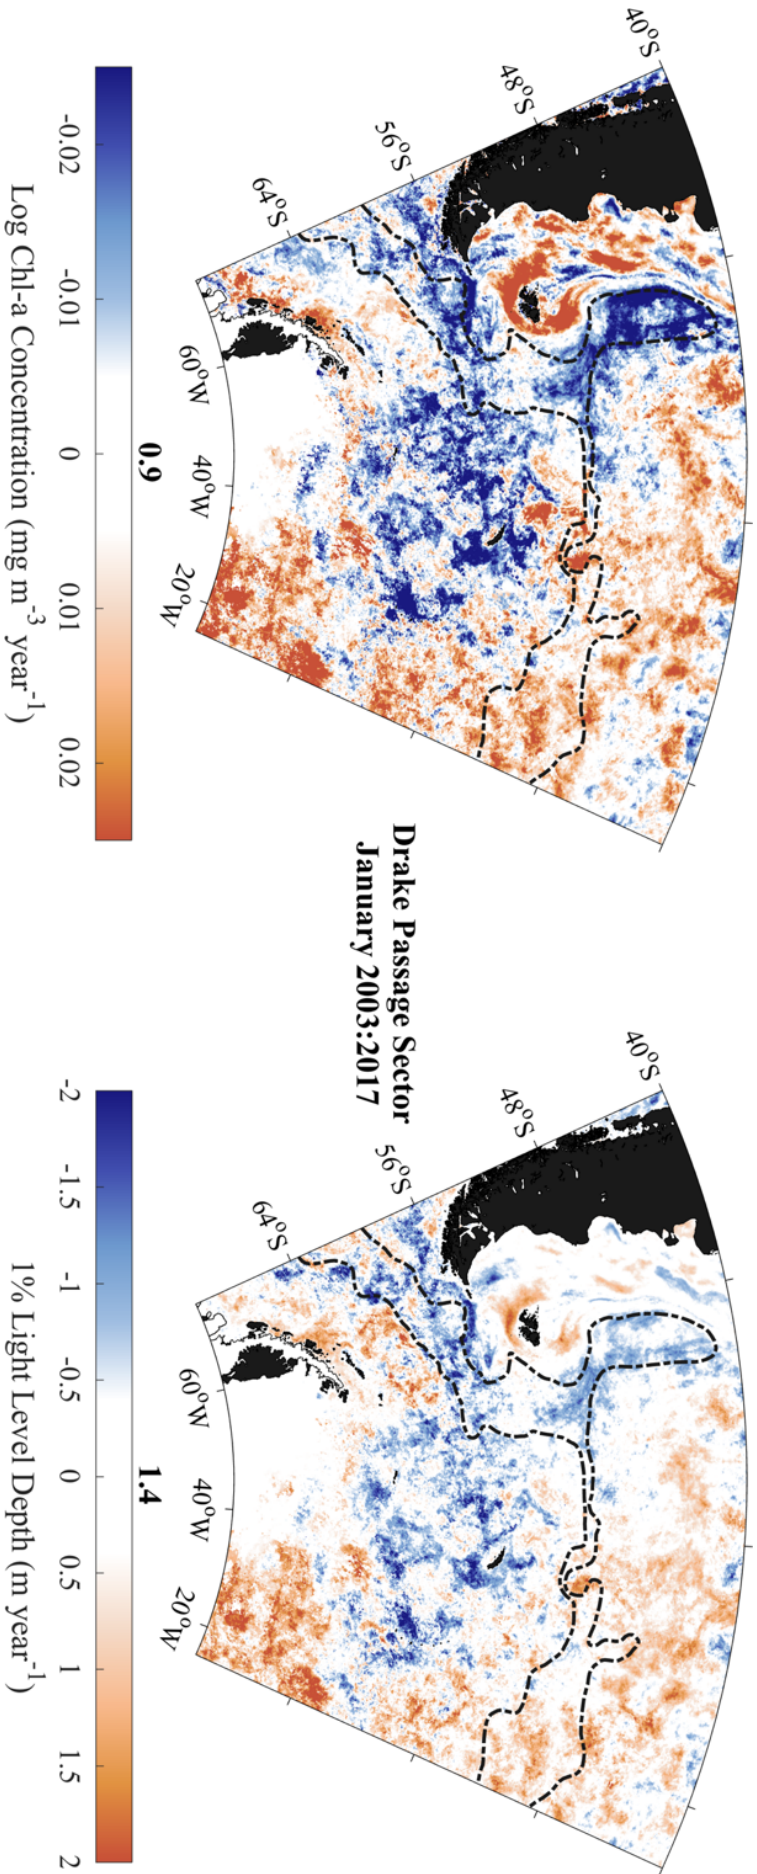 Drake Passage Sector
January 2003:2017
40°S
48°S
56°S
64°S
60°W
40°W
20°W
0.9
-0.02
-0.01
0
0.01
0.02
Log Chl-a Concentration (mg m⁻³ year⁻¹)
40°S
48°S
56°S
64°S
60°W
40°W
20°W
1.4
-2
-1.5
-1
-0.5
0
0.5
1
1.5
2
1% Light Level Depth (m year⁻¹)